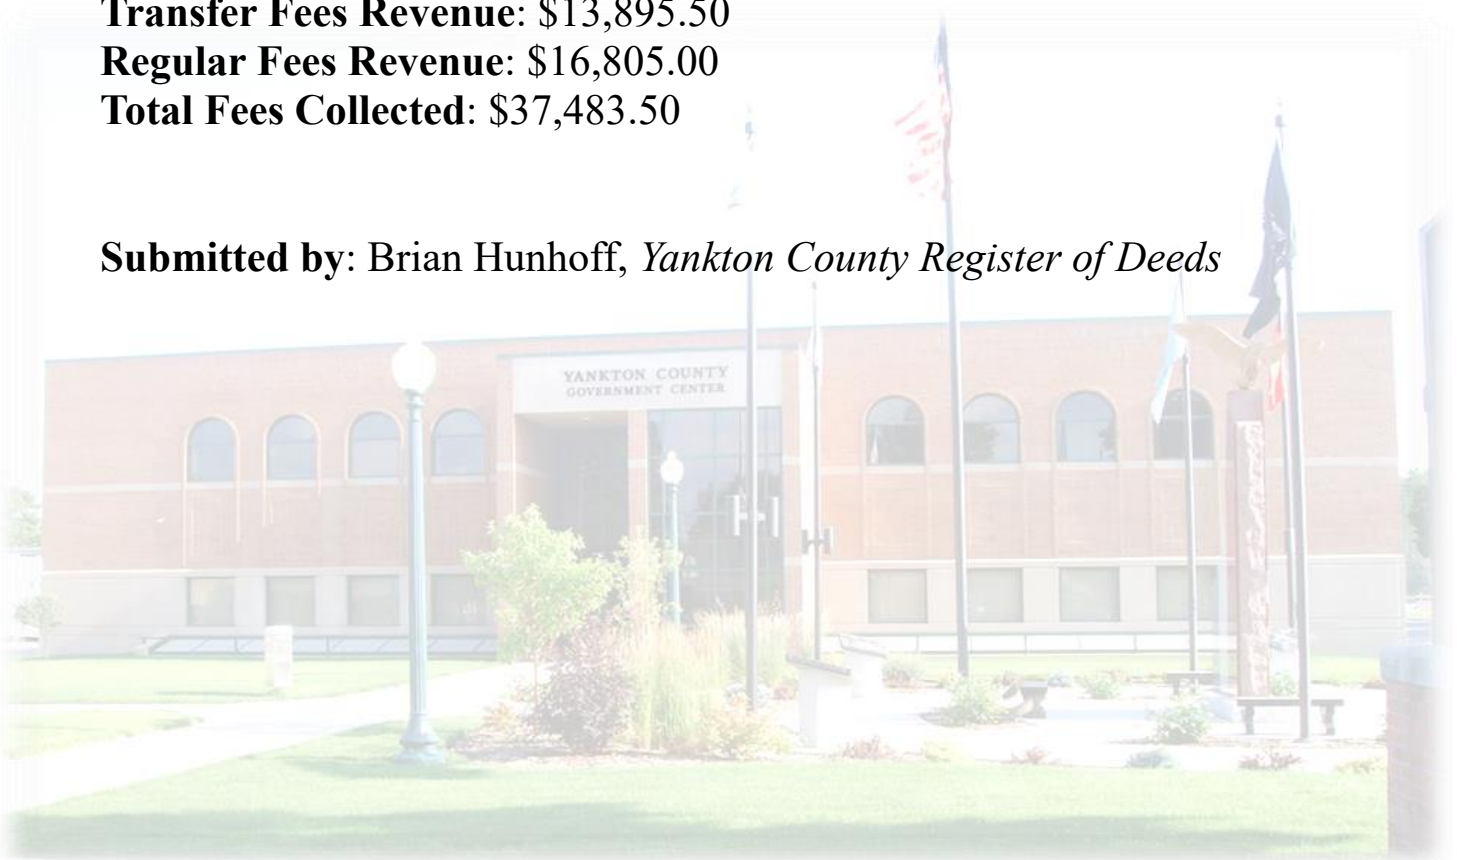 Transfer Fees Revenue: $13,895.50
Regular Fees Revenue: $16,805.00
Total Fees Collected: $37,483.50
Submitted by: Brian Hunhoff, Yankton County Register of Deeds
YANKTON COUNTY
GOVERNMENT CENTER